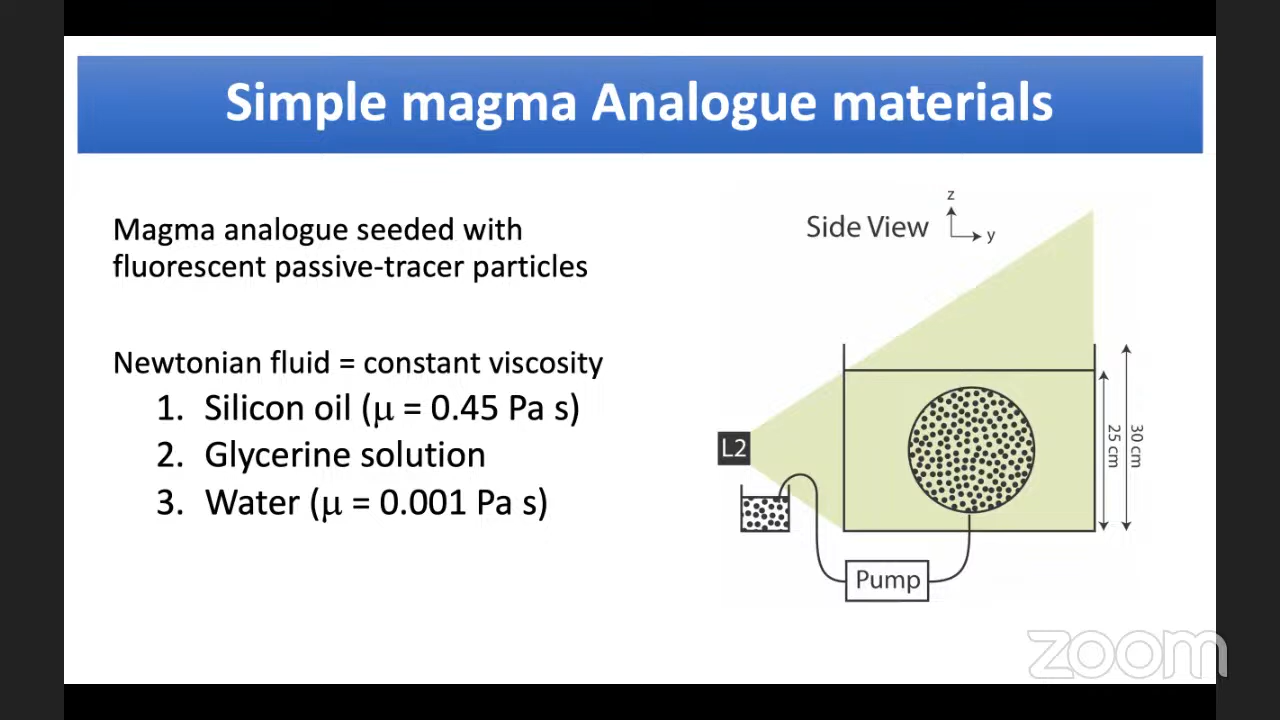 Simple magma Analogue materials
Magma analogue seeded with
fluorescent passive-tracer particles
Newtonian fluid = constant viscosity
1. Silicon oil (μ = 0.45 Pa s)
2. Glycerine solution
3. Water (μ = 0.001 Pa s)
Side View
z
y
L2
25 cm
30 cm
Pump
zoom